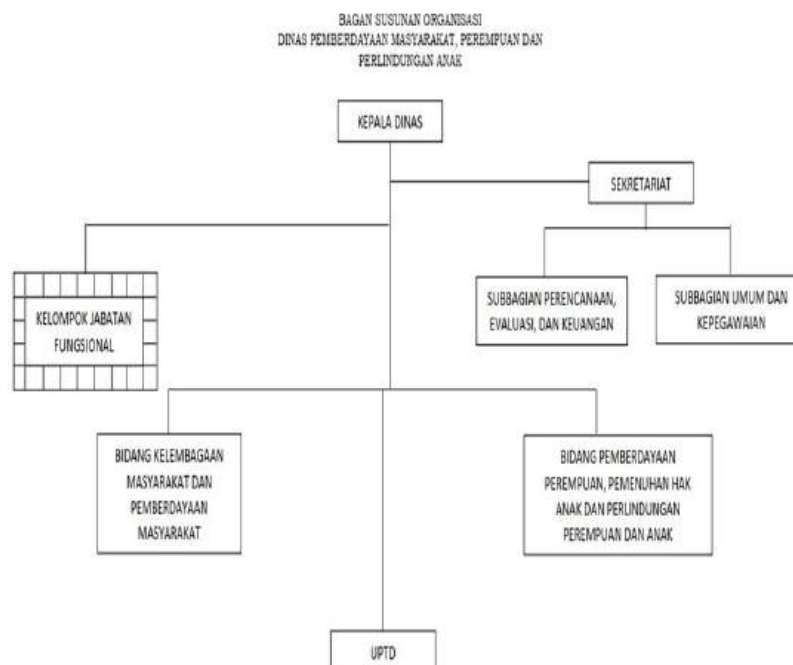 BAGAN SUSUNAN ORGANISASI
DINAS PEMBERDAYAAN MASYARAKAT, PEREMPUAN DAN
PERLINDUNGAN ANAK
KEPALA DINAS
SEKRETARIAT
SUBBAGIAN PERENCANAAN,
EVALUASI, DAN KEUANGAN
SUBBAGIAN UMUM DAN
KEPEGAWAIAN
KELOMPOK JABATAN
FUNGSIONAL
BIDANG KELEMBAGAAN
MASYARAKAT DAN
PEMBERDAYAAN
MASYARAKAT
BIDANG PEMBERDAYAAN
PEREMPUAN, PEMENUHAN HAK
ANAK DAN PERLINDUNGAN
PEREMPUAN DAN ANAK
UPTD